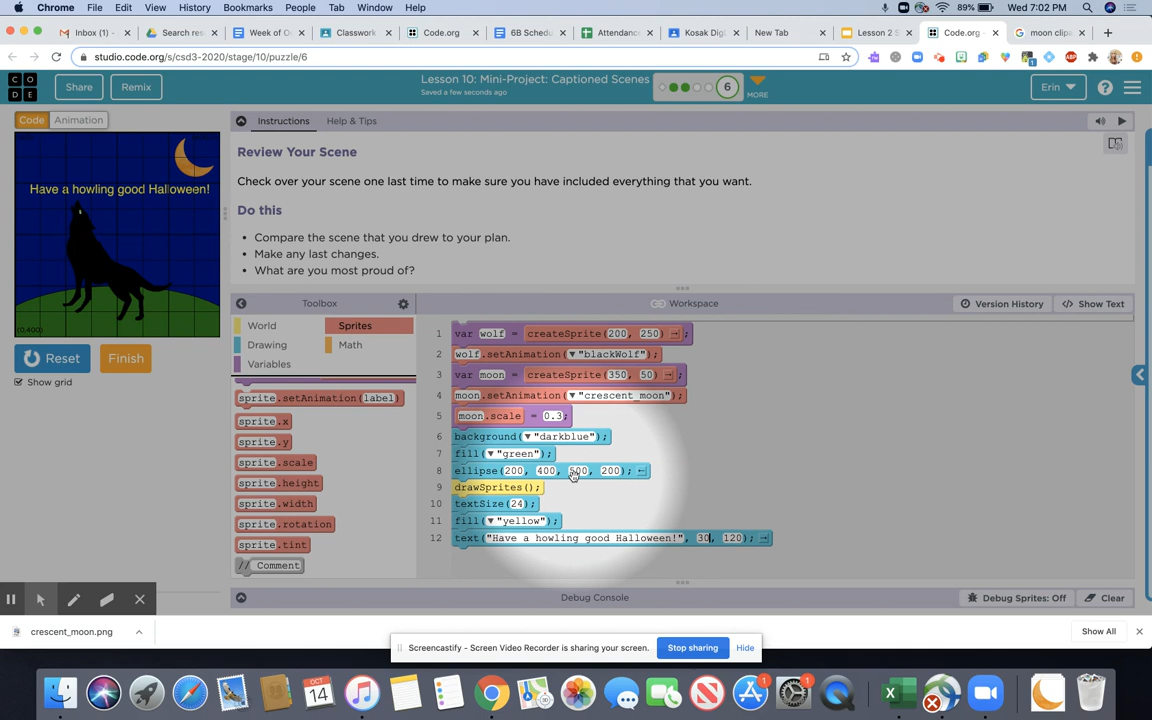 Chrome File Edit View History Bookmarks People Tab Window Help 89% Wed 7:02 PM
Inbox (1) - Search res Week of O Classwork Code.org 6B Schedu Attendanc Kosak Digi New Tab Lesson 2 S Code.org - moon clipa
studio.code.org/s/csd3-2020/stage/10/puzzle/6
CO
DE
Share
Remix
Lesson 10: Mini-Project: Captioned Scenes
Saved a few seconds ago
6
MORE
Erin
?
Code Animation
Instructions Help & Tips
Review Your Scene
Check over your scene one last time to make sure you have included everything that you want.
Do this
• Compare the scene that you drew to your plan.
• Make any last changes.
• What are you most proud of?
Have a howling good Halloween!
(0,400)
Reset
Finish
Show grid
Toolbox
Workspace
Version History
</> Show Text
World
Sprites
Drawing
Math
Variables
sprite.setAnimation(label)
sprite.x
sprite.y
sprite.scale
sprite.height
sprite.width
sprite.rotation
sprite.tint
// Comment
1 var wolf = createSprite(200, 250);
2 wolf.setAnimation("blackWolf");
3 var moon = createSprite(350, 50);
4 moon.setAnimation("crescent_moon");
5 moon.scale = 0.3;
6 background("darkblue");
7 fill("green");
8 ellipse(200, 400, 500, 200);
9 drawSprites();
10 textSize(24);
11 fill("yellow");
12 text("Have a howling good Halloween!", 30, 120);
Debug Console
Debug Sprites: Off
Clear
crescent_moon.png
Show All
Screencastify - Screen Video Recorder is sharing your screen.
Stop sharing
Hide
OCT
14
1
1